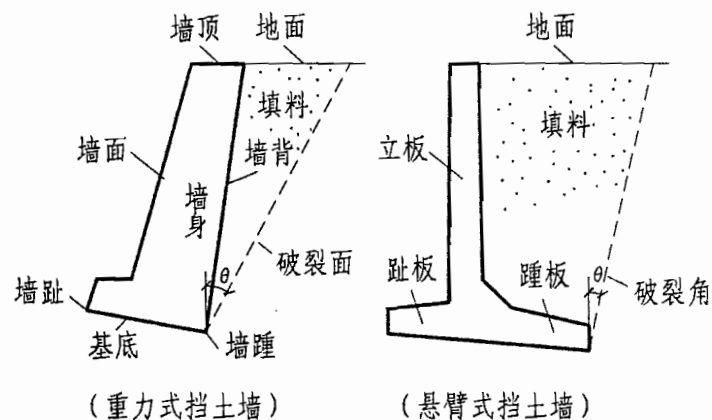 墙顶
地面
填料
墙面
墙背
墙身
θ
破裂面
墙趾
基底
墙踵
(重力式挡土墙)
地面
填料
立板
趾板
踵板
θ
破裂角
(悬臂式挡土墙)